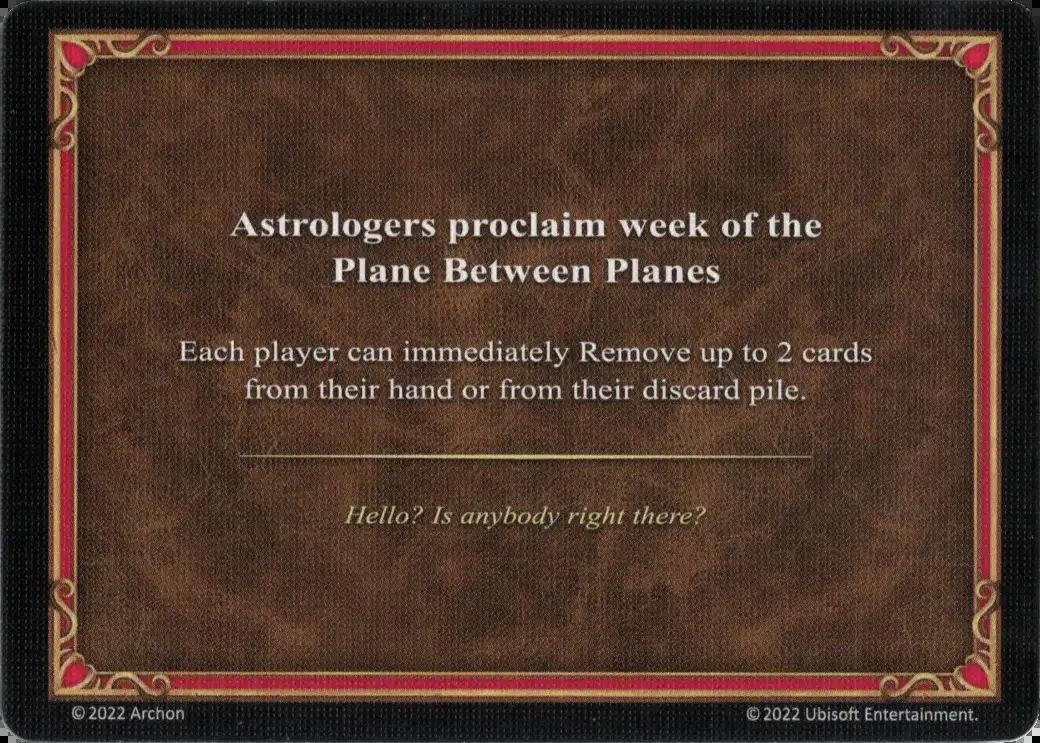 Astrologers proclaim week of the
Plane Between Planes
Each player can immediately Remove up to 2 cards
from their hand or from their discard pile.
Hello? Is anybody right there?
© 2022 Archon
© 2022 Ubisoft Entertainment.